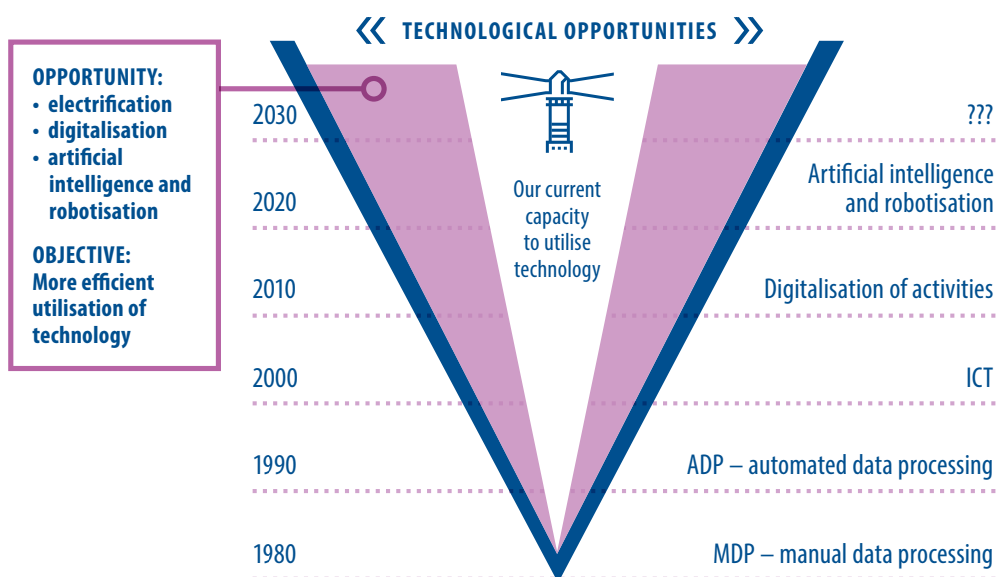 TECHNOLOGICAL OPPORTUNITIES
OPPORTUNITY:
• electrification
• digitalisation
• artificial
intelligence and
robotisation
OBJECTIVE:
More efficient
utilisation of
technology
Our current
capacity
to utilise
technology
2030
???
2020
Artificial intelligence
and robotisation
2010
Digitalisation of activities
2000
ICT
1990
ADP – automated data processing
1980
MDP – manual data processing